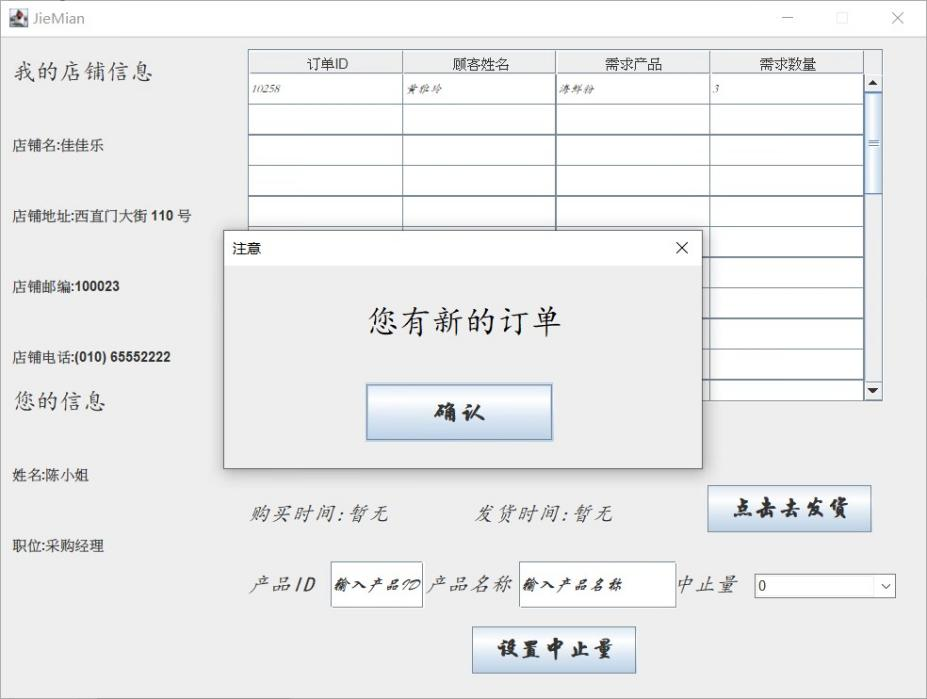 JieMian
我的店铺信息
店铺名:佳佳乐
店铺地址:西直门大街 110 号
店铺邮编:100023
店铺电话:(010) 65552222
您的信息
姓名:陈小姐
职位:采购经理
订单ID 顾客姓名 需求产品 需求数量
10258 黄雅玲 海鲜粉 3
注意
您有新的订单
确认
购买时间:暂无 发货时间:暂无 点击去发货
产品ID 输入产品ID 产品名称 输入产品名称 中止量 0
设置中止量